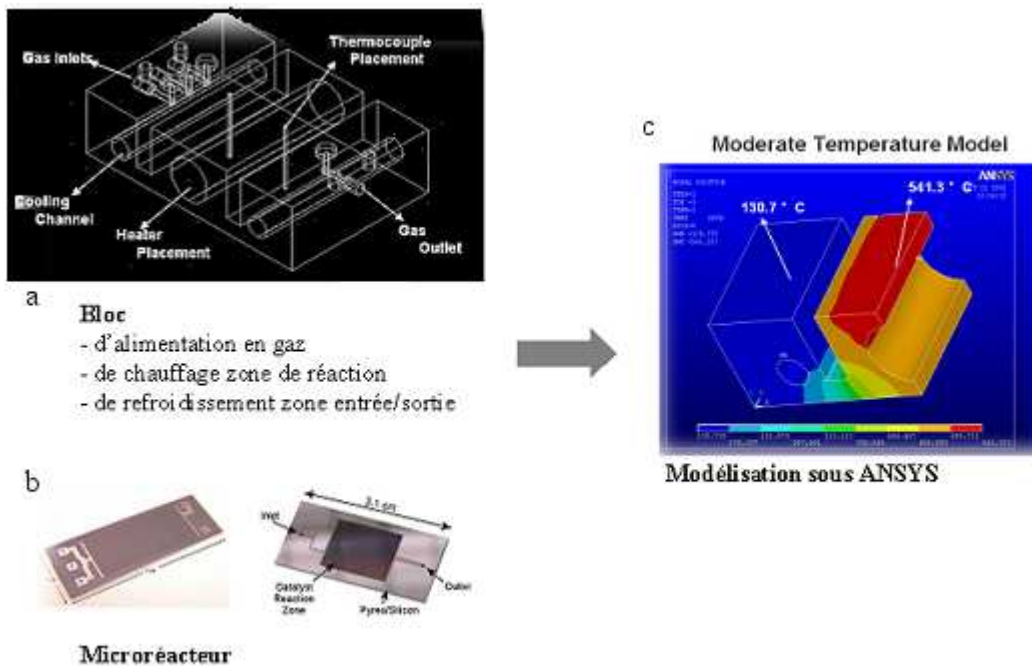 Gas Inlets
Thermocouple
Placement
Cooling
Channel
Heater
Placement
Gas
Outlet
a
Bloc
- d'alimentation en gaz
- de chauffage zone de réaction
- de refroidissement zone entrée/sortie
b
Inlet
3.1 cm
Catalyst
Reaction
Zone
Pyrex/Silicon
Outlet
Microréacteur
c
Moderate Temperature Model
ANSYS
130.7 ° C
541.3 ° C
Modélisation sous ANSYS